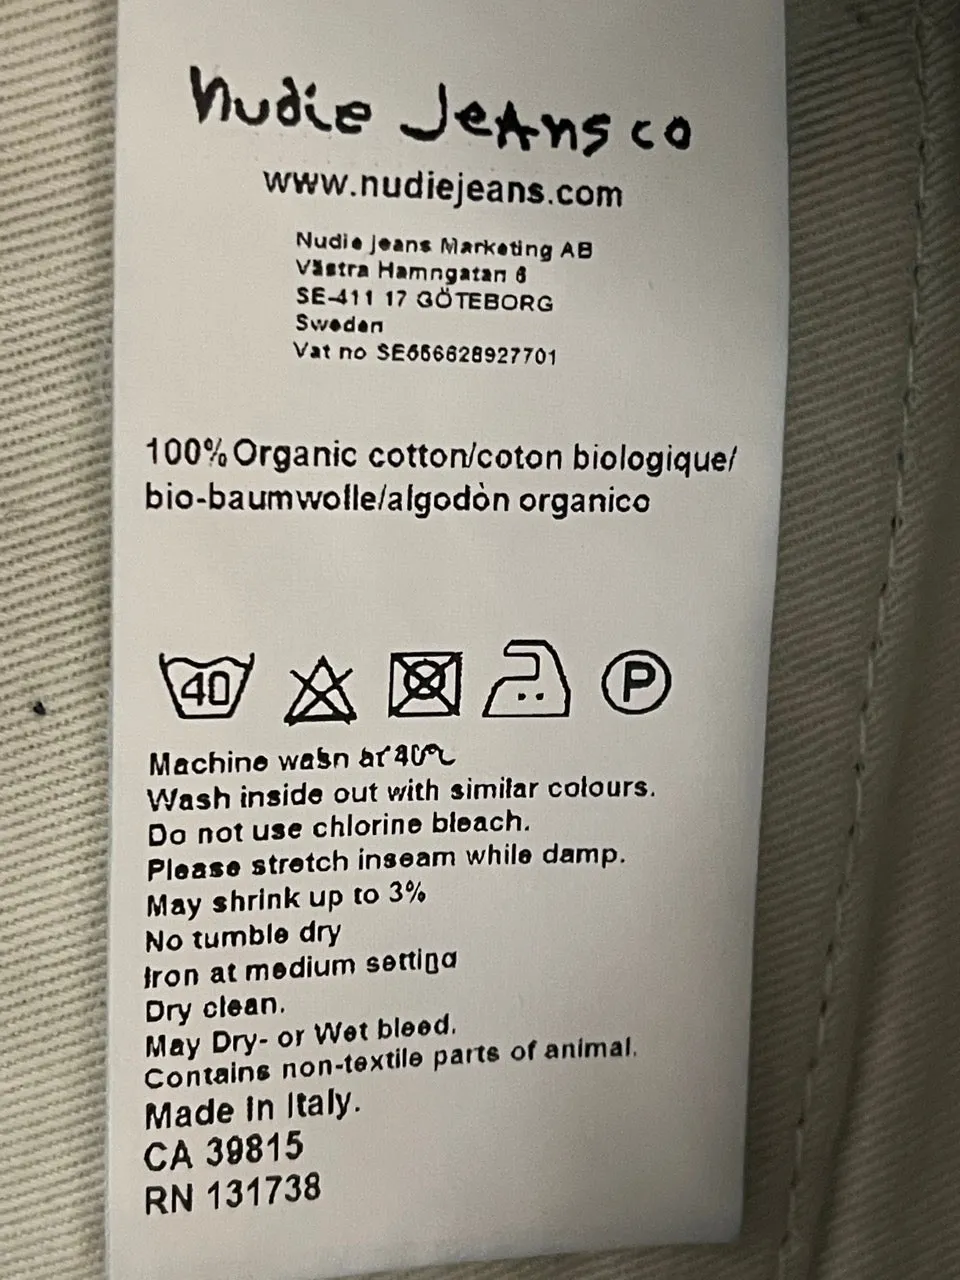 nudie Jeans co
www.nudiejeans.com
Nudie Jeans Marketing AB
Västra Hamngatan 6
SE-411 17 GÖTEBORG
Sweden
Vat no SE556628927701
100% Organic cotton/coton biologique/
bio-baumwolle/algodòn organico
40 P
Machine wash at 40°C
Wash inside out with similar colours.
Do not use chlorine bleach.
Please stretch inseam while damp.
May shrink up to 3%
No tumble dry
Iron at medium setting
Dry clean.
May Dry- or Wet bleed.
Contains non-textile parts of animal.
Made In Italy.
CA 39815
RN 131738